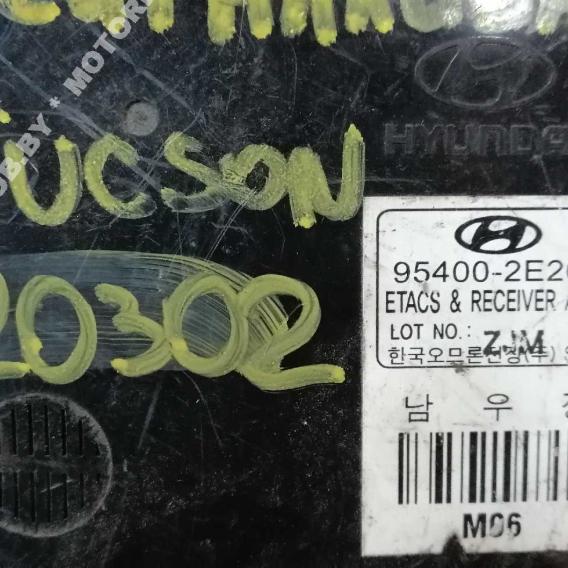 TUCSON
20302
HYUNDAI
95400-2E20
ETACS & RECEIVER A
LOT NO.: ZJM
한국오므론전장(주)
남 우
M06